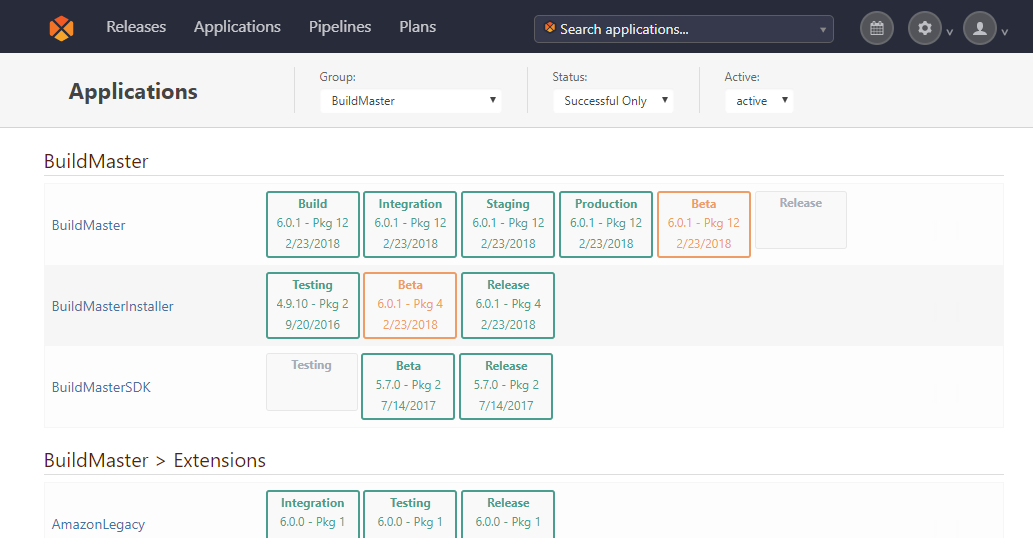 Releases Applications Pipelines Plans Search applications...
Applications
Group:
BuildMaster
Status:
Successful Only
Active:
active
BuildMaster
BuildMaster
Build
6.0.1 - Pkg 12
2/23/2018
Integration
6.0.1 - Pkg 12
2/23/2018
Staging
6.0.1 - Pkg 12
2/23/2018
Production
6.0.1 - Pkg 12
2/23/2018
Beta
6.0.1 - Pkg 12
2/23/2018
Release
BuildMasterInstaller
Testing
4.9.10 - Pkg 2
9/20/2016
Beta
6.0.1 - Pkg 4
2/23/2018
Release
6.0.1 - Pkg 4
2/23/2018
BuildMasterSDK
Testing
Beta
5.7.0 - Pkg 2
7/14/2017
Release
5.7.0 - Pkg 2
7/14/2017
BuildMaster > Extensions
AmazonLegacy
Integration
6.0.0 - Pkg 1
Testing
6.0.0 - Pkg 1
Release
6.0.0 - Pkg 1